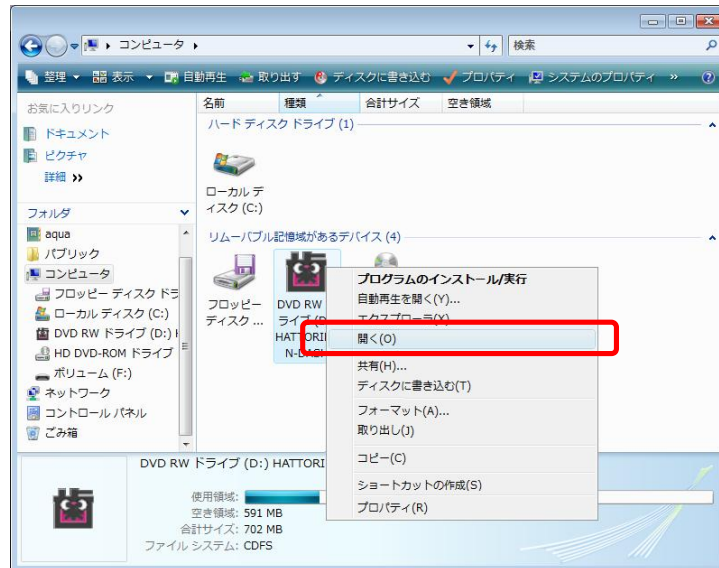 コンピュータ
検索
整理 表示 自動再生 取り出す ディスクに書き込む プロパティ システムのプロパティ »
お気に入りリンク
ドキュメント
ピクチャ
詳細 »
フォルダ
aqua
パブリック
コンピュータ
フロッピー ディスク ドラ
ローカル ディスク (C:)
DVD RW ドライブ (D:) H
HD DVD-ROM ドライブ
ボリューム (F:)
ネットワーク
コントロール パネル
ごみ箱
名前 種類 合計サイズ 空き領域
ハード ディスク ドライブ (1)
ローカル デ
ィスク (C:)
リムーバブル記憶域があるデバイス (4)
フロッピー
ディスク ...
DVD RW
ライブ (D
HATTORI
N-DASH
プログラムのインストール/実行
自動再生を開く(Y)...
エクスプローラ(X)
開く(O)
共有(H)...
ディスクに書き込む(T)
フォーマット(A)...
取り出し(J)
コピー(C)
ショートカットの作成(S)
プロパティ(R)
DVD RW ドライブ (D:) HATTORI
使用領域:
空き領域: 591 MB
合計サイズ: 702 MB
ファイル システム: CDFS